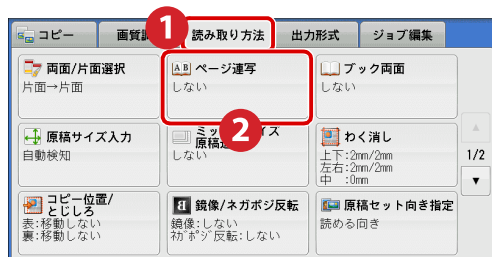 コピー
画質
1
読み取り方法
出力形式
ジョブ編集
両面/片面選択
片面→片面
A B ページ連写
しない
ブック両面
しない
2
原稿サイズ入力
自動検知
ズ
原稿
しない
わく消し
上下:2mm/2mm
左右:2mm/2mm
中 :0mm
1/2
コピー位置/
とじしろ
表:移動しない
裏:移動しない
B 鏡像/ネガポジ反転
鏡像:しない
ネガポジ反転:しない
原稿セット向き指定
読める向き